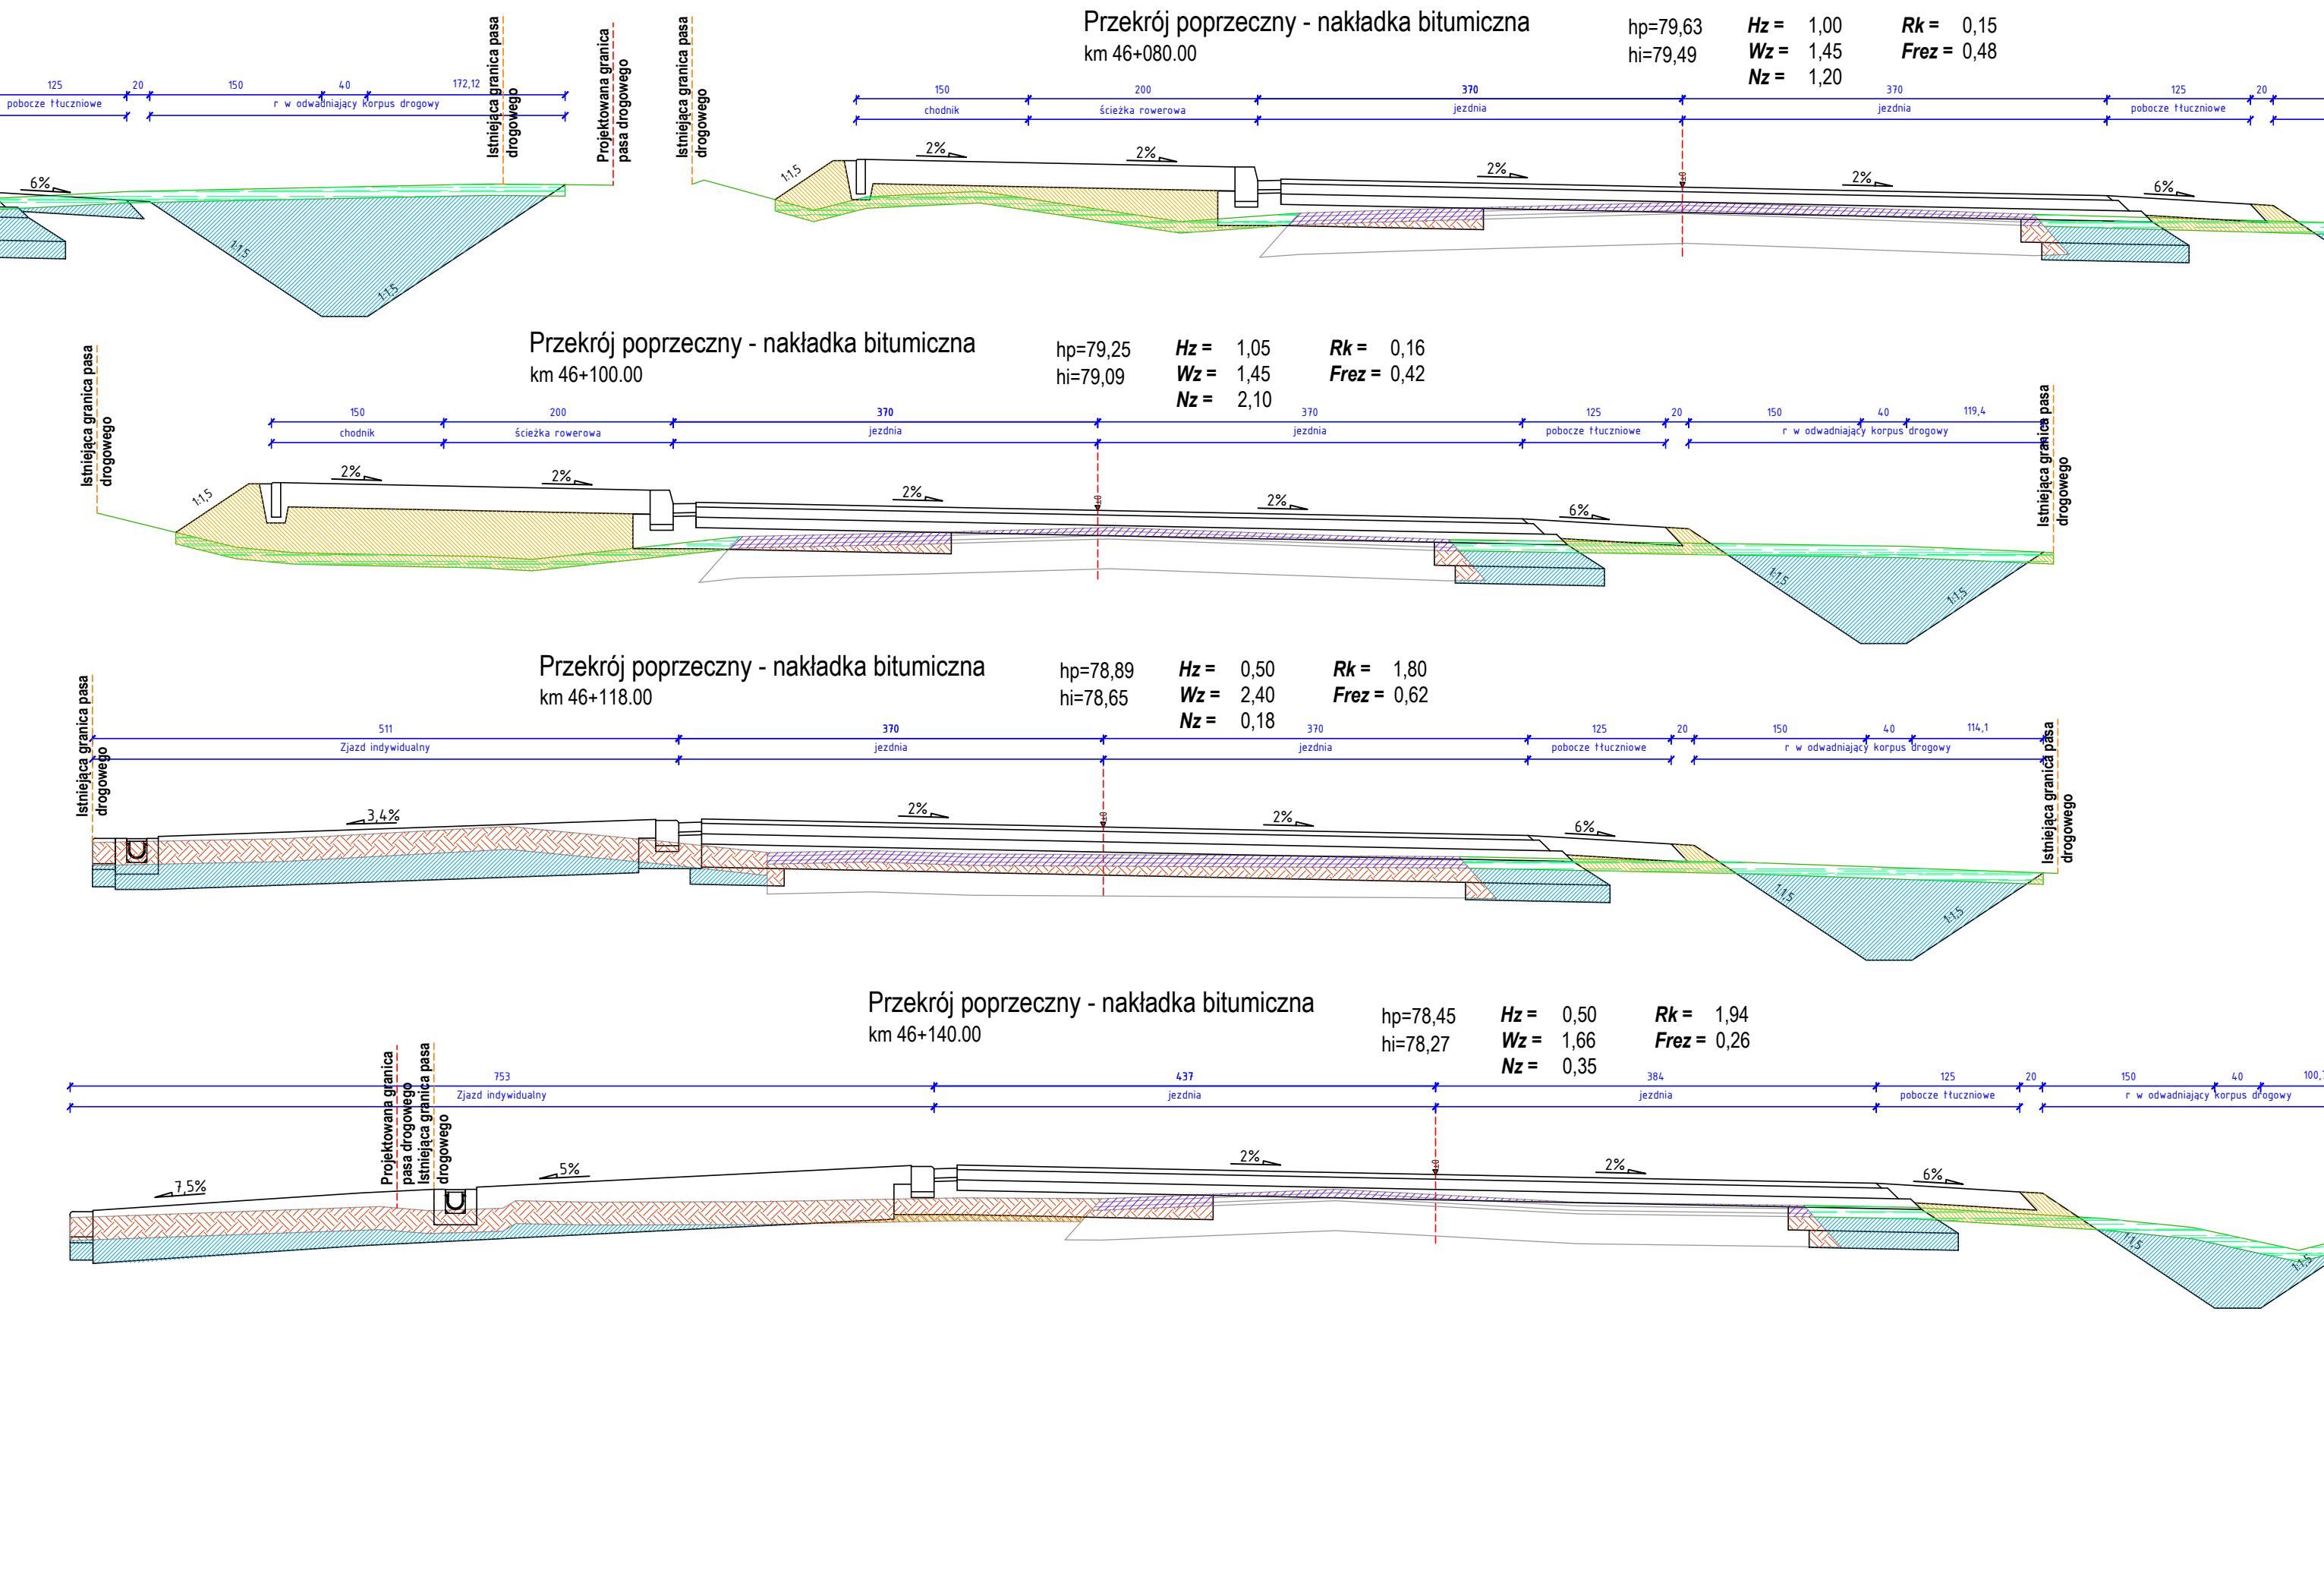 Istniejąca granica pasa
drogowego
Projektowana granica
pasa drogowego
125
20
150
40
172,12
pobocze tłuczniowe
r w odwadniający korpus drogowy
6%
1:1,5
1:1,5
Istniejąca granica pasa
drogowego
Przekrój poprzeczny - nakładka bitumiczna
km 46+080.00
hp=79,63
hi=79,49
Hz = 1,00
Wz = 1,45
Nz = 1,20
Rk = 0,15
Frez = 0,48
150
200
370
370
125
20
chodnik
ścieżka rowerowa
jezdnia
jezdnia
pobocze tłuczniowe
1:1,5
2%
2%
2%
2%
6%
Przekrój poprzeczny - nakładka bitumiczna
km 46+100.00
hp=79,25
hi=79,09
Hz = 1,05
Wz = 1,45
Nz = 2,10
Rk = 0,16
Frez = 0,42
Istniejąca granica pasa
drogowego
150
200
370
370
125
20
150
40
119,4
chodnik
ścieżka rowerowa
jezdnia
jezdnia
pobocze tłuczniowe
r w odwadniający korpus drogowy
Istniejąca granica pasa
drogowego
1:1,5
2%
2%
2%
2%
6%
1:1,5
1:1,5
Przekrój poprzeczny - nakładka bitumiczna
km 46+118.00
hp=78,89
hi=78,65
Hz = 0,50
Wz = 2,40
Nz = 0,18
Rk = 1,80
Frez = 0,62
Istniejąca granica pasa
drogowego
511
370
370
125
20
150
40
114,1
Zjazd indywidualny
jezdnia
jezdnia
pobocze tłuczniowe
r w odwadniający korpus drogowy
Istniejąca granica pasa
drogowego
3,4%
2%
2%
6%
1:1,5
1:1,5
Przekrój poprzeczny - nakładka bitumiczna
km 46+140.00
hp=78,45
hi=78,27
Hz = 0,50
Wz = 1,66
Nz = 0,35
Rk = 1,94
Frez = 0,26
Projektowana granica
pasa drogowego
Istniejąca granica pasa
drogowego
753
437
384
125
20
150
40
Zjazd indywidualny
jezdnia
jezdnia
pobocze tłuczniowe
r w odwadniający korpus drogowy
7,5%
5%
2%
2%
6%
1:1,5
1:1,5